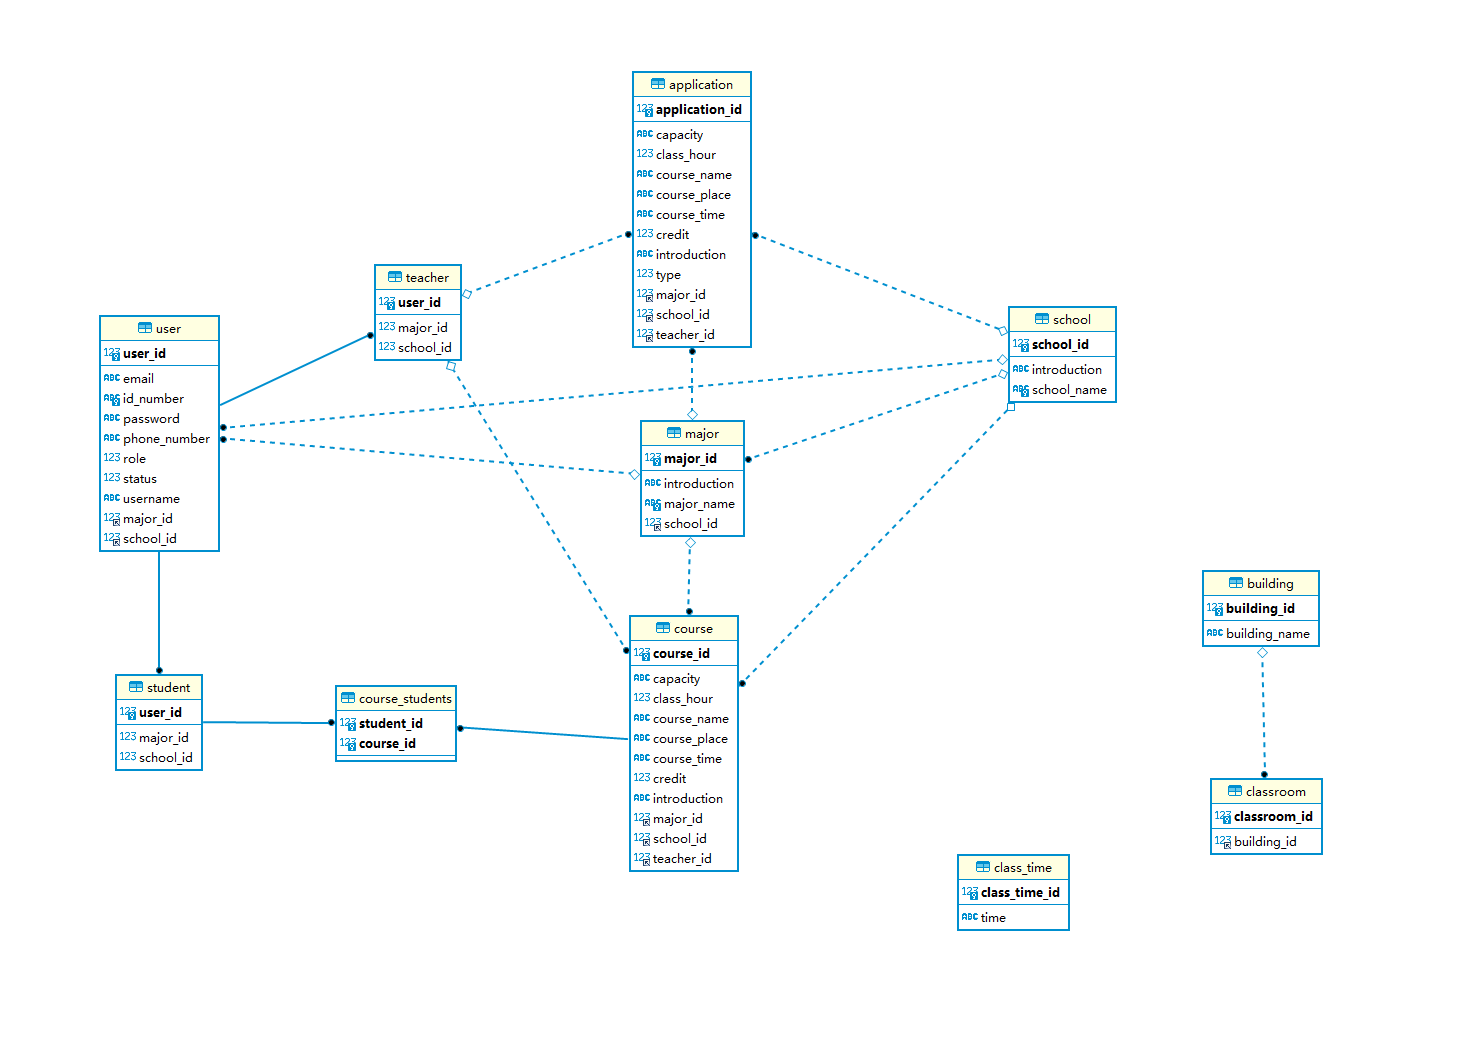 application
123 application_id
ABC capacity
123 class_hour
ABC course_name
ABC course_place
ABC course_time
123 credit
ABC introduction
123 type
123 major_id
123 school_id
123 teacher_id
teacher
123 user_id
123 major_id
123 school_id
school
123 school_id
ABC introduction
ABC school_name
user
123 user_id
ABC email
ABC id_number
ABC password
ABC phone_number
123 role
123 status
ABC username
123 major_id
123 school_id
major
123 major_id
ABC introduction
ABC major_name
123 school_id
building
123 building_id
ABC building_name
course
123 course_id
ABC capacity
123 class_hour
ABC course_name
ABC course_place
ABC course_time
123 credit
ABC introduction
123 major_id
123 school_id
123 teacher_id
student
123 user_id
123 major_id
123 school_id
course_students
123 student_id
123 course_id
classroom
123 classroom_id
123 building_id
class_time
123 class_time_id
ABC time